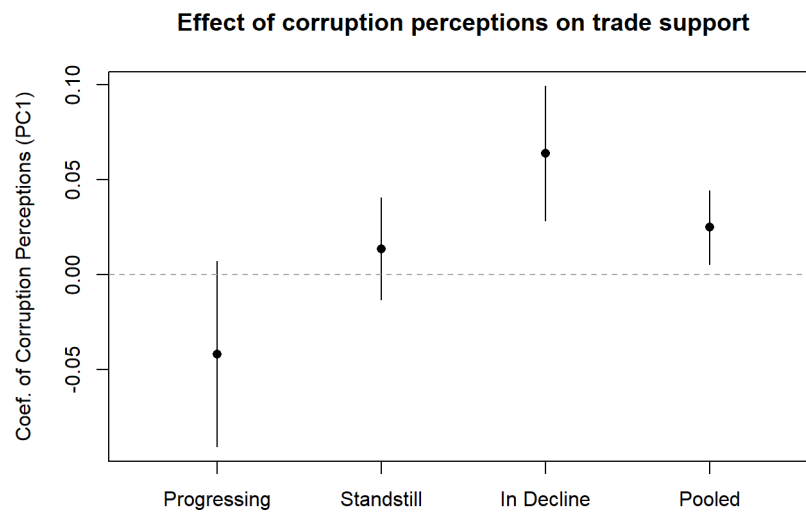 Effect of corruption perceptions on trade support
Coef. of Corruption Perceptions (PC1)
0.10
0.05
0.00
-0.05
Progressing
Standstill
In Decline
Pooled